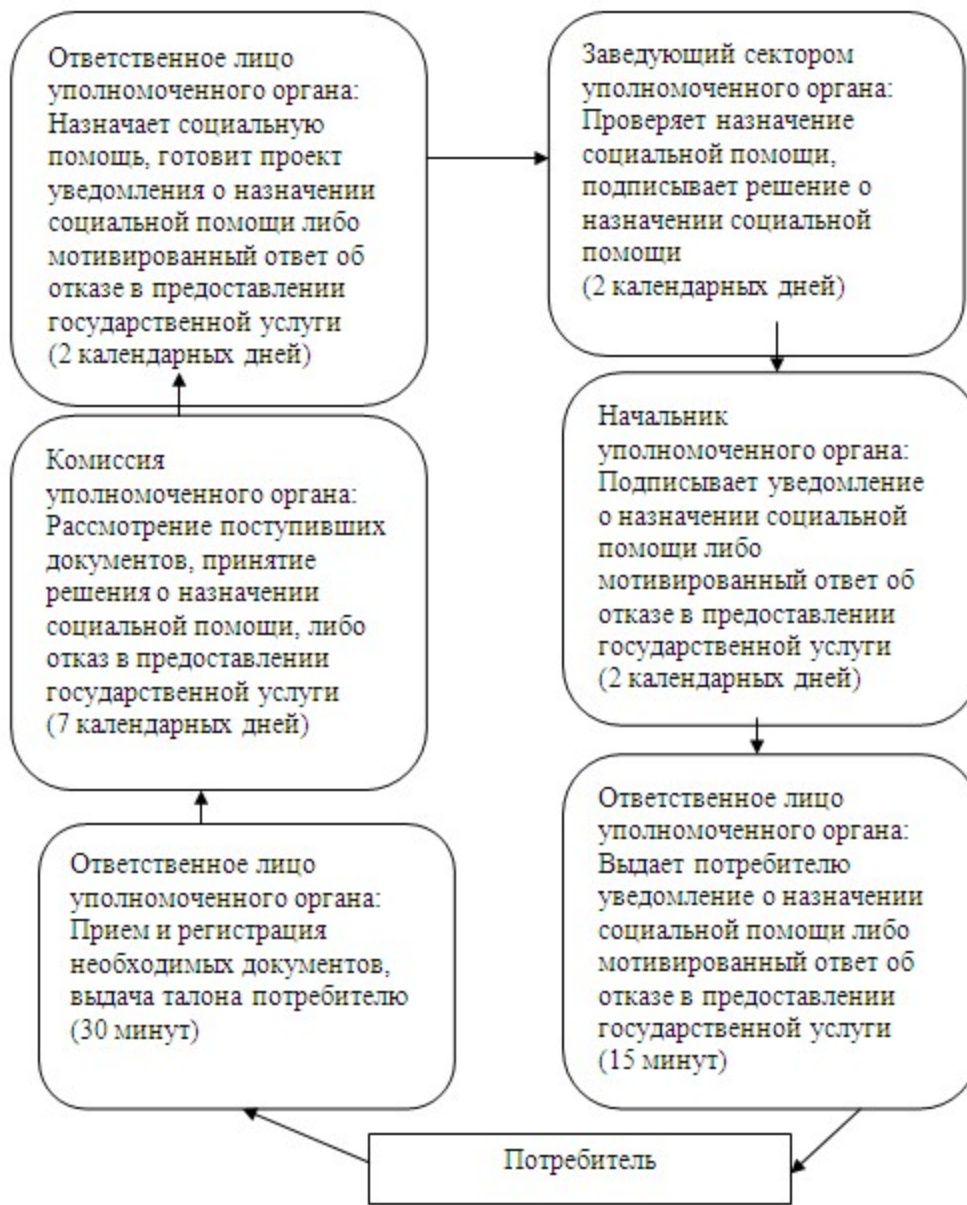 Ответственное лицо
уполномоченного органа:
Назначает социальную
помощь, готовит проект
уведомления о назначении
социальной помощи либо
мотивированный ответ об
отказе в предоставлении
государственной услуги
(2 календарных дней)
Заведующий сектором
уполномоченного органа:
Проверяет назначение
социальной помощи,
подписывает решение о
назначении социальной
помощи
(2 календарных дней)
Комиссия
уполномоченного органа:
Рассмотрение поступивших
документов, принятие
решения о назначении
социальной помощи, либо
отказ в предоставлении
государственной услуги
(7 календарных дней)
Начальник
уполномоченного органа:
Подписывает уведомление
о назначении социальной
помощи либо
мотивированный ответ об
отказе в предоставлении
государственной услуги
(2 календарных дней)
Ответственное лицо
уполномоченного органа:
Прием и регистрация
необходимых документов,
выдача талона потребителю
(30 минут)
Ответственное лицо
уполномоченного органа:
Выдает потребителю
уведомление о назначении
социальной помощи либо
мотивированный ответ об
отказе в предоставлении
государственной услуги
(15 минут)
Потребитель